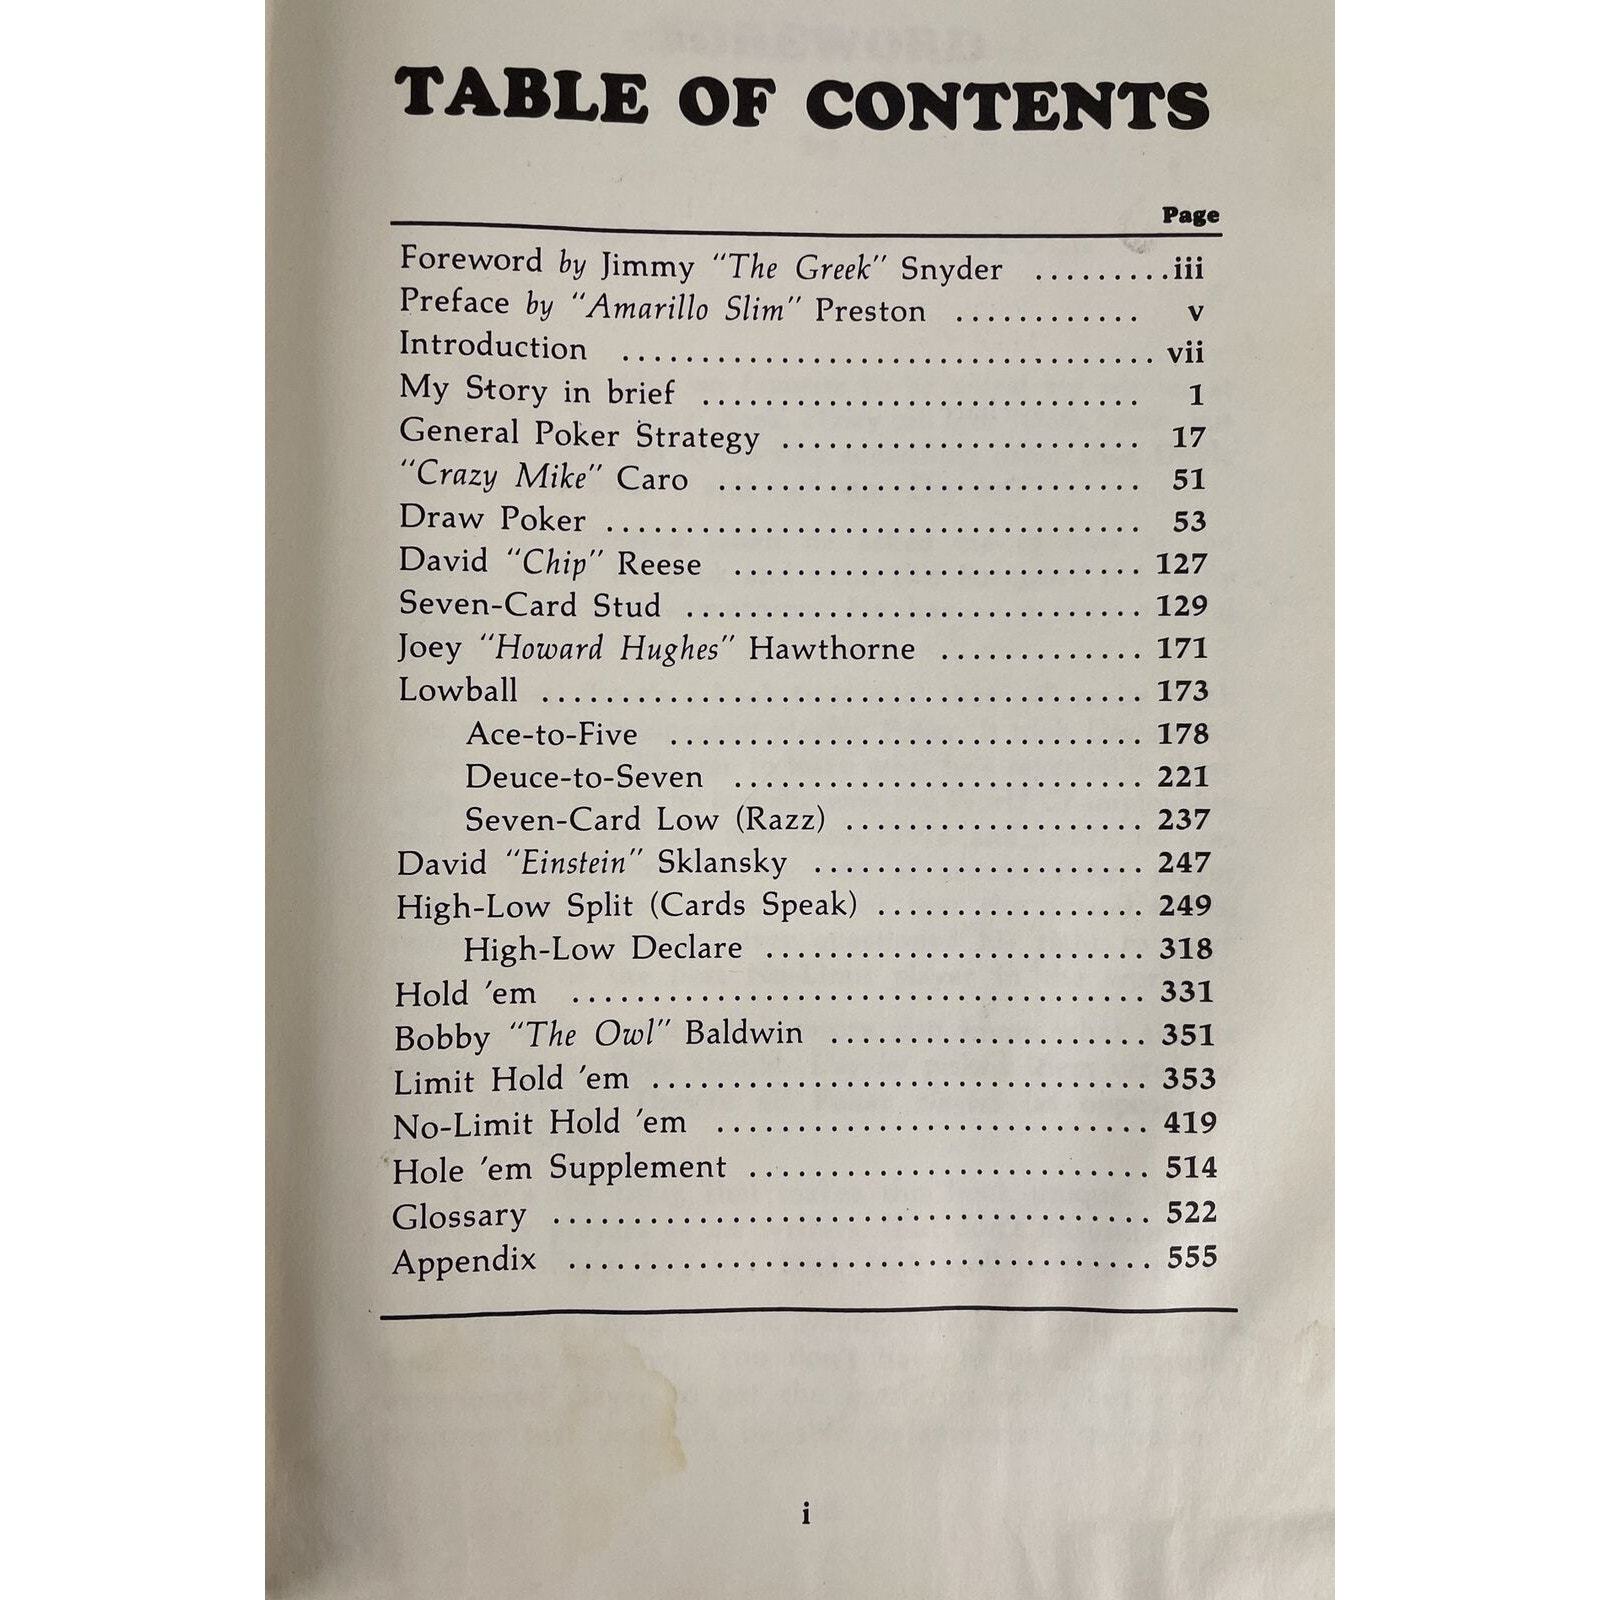 TABLE OF CONTENTS
Page
Foreword by Jimmy "The Greek" Snyder .........iii
Preface by "Amarillo Slim" Preston ............ v
Introduction .................................. vii
My Story in brief ............................ 1
General Poker Strategy ....................... 17
"Crazy Mike" Caro ........................... 51
Draw Poker .................................. 53
David "Chip" Reese .......................... 127
Seven-Card Stud ............................. 129
Joey "Howard Hughes" Hawthorne ............. 171
Lowball ...................................... 173
Ace-to-Five .............................. 178
Deuce-to-Seven .......................... 221
Seven-Card Low (Razz) ................... 237
David "Einstein" Sklansky ..................... 247
High-Low Split (Cards Speak) ................. 249
High-Low Declare ........................ 318
Hold 'em .................................... 331
Bobby "The Owl" Baldwin .................... 351
Limit Hold 'em ............................... 353
No-Limit Hold 'em ........................... 419
Hole 'em Supplement ......................... 514
Glossary ...................................... 522
Appendix ..................................... 555
i